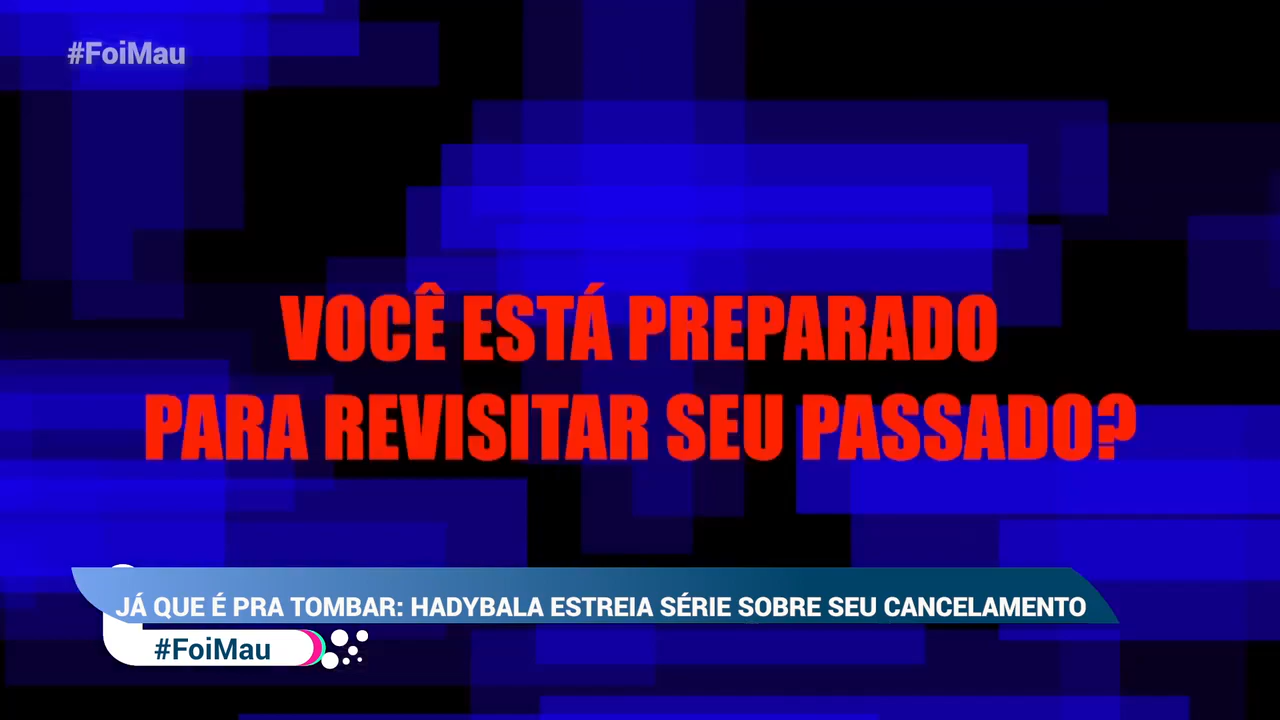 #FoiMau
VOCÊ ESTÁ PREPARADO
PARA REVISITAR SEU PASSADO?
JÁ QUE É PRA TOMBAR: HADYBALA ESTREIA SÉRIE SOBRE SEU CANCELAMENTO
#FoiMau